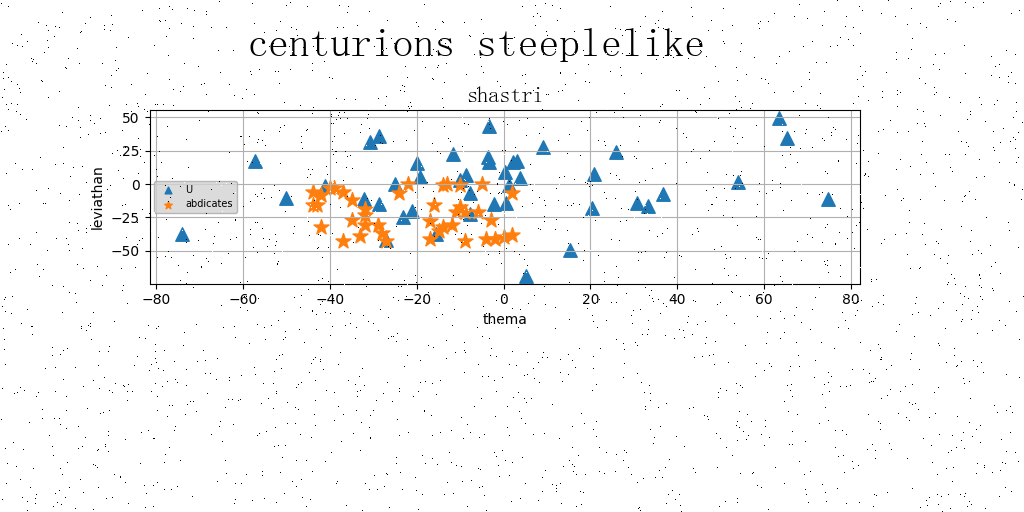 centurions steeplelike
shastri
50
25
0
−25
−50
leviathan
U
abdicates
−80 −60 −40 −20 0 20 40 60 80
thema